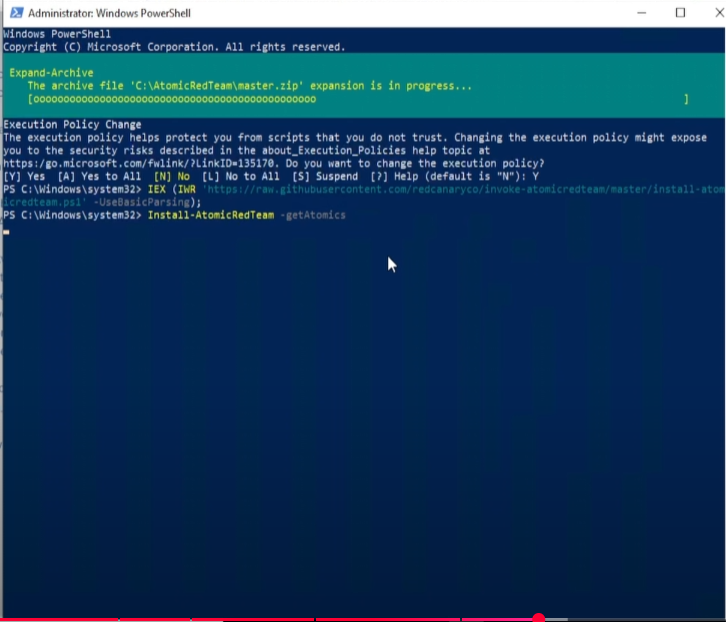 Administrator: Windows PowerShell
Windows PowerShell
Copyright (C) Microsoft Corporation. All rights reserved.
Expand-Archive
The archive file 'C:\AtomicRedTeam\master.zip' expansion is in progress...
[oooooooooooooooooooooooooooooooooooooooooooooooo ]
Execution Policy Change
The execution policy helps protect you from scripts that you do not trust. Changing the execution policy might expose
you to the security risks described in the about_Execution_Policies help topic at
https:/go.microsoft.com/fwlink/?LinkID=135170. Do you want to change the execution policy?
[Y] Yes [A] Yes to All [N] No [L] No to All [S] Suspend [?] Help (default is "N"): Y
PS C:\Windows\system32> IEX (IWR 'https://raw.githubusercontent.com/redcanaryco/invoke-atomicredteam/master/install-atom
icredteam.ps1' -UseBasicParsing);
PS C:\Windows\system32> Install-AtomicRedTeam -getAtomics